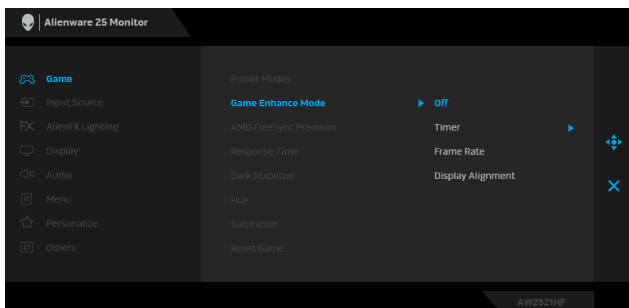 Alienware 25 Monitor
Game
Input Source
FX AlienFX Lighting
Display
Audio
Menu
Personalize
Others
Preset Modes
Game Enhance Mode
AMD FreeSync Premium
Response Time
Dark Stabilizer
Hue
Saturation
Reset Game
Off
Timer
Frame Rate
Display Alignment
AW2521HF